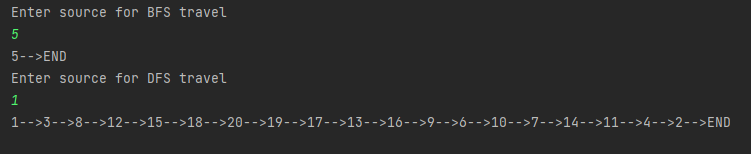 Enter source for BFS travel
5
5-->END
Enter source for DFS travel
1
1-->3-->8-->12-->15-->18-->20-->19-->17-->13-->16-->9-->6-->10-->7-->14-->11-->4-->2-->END